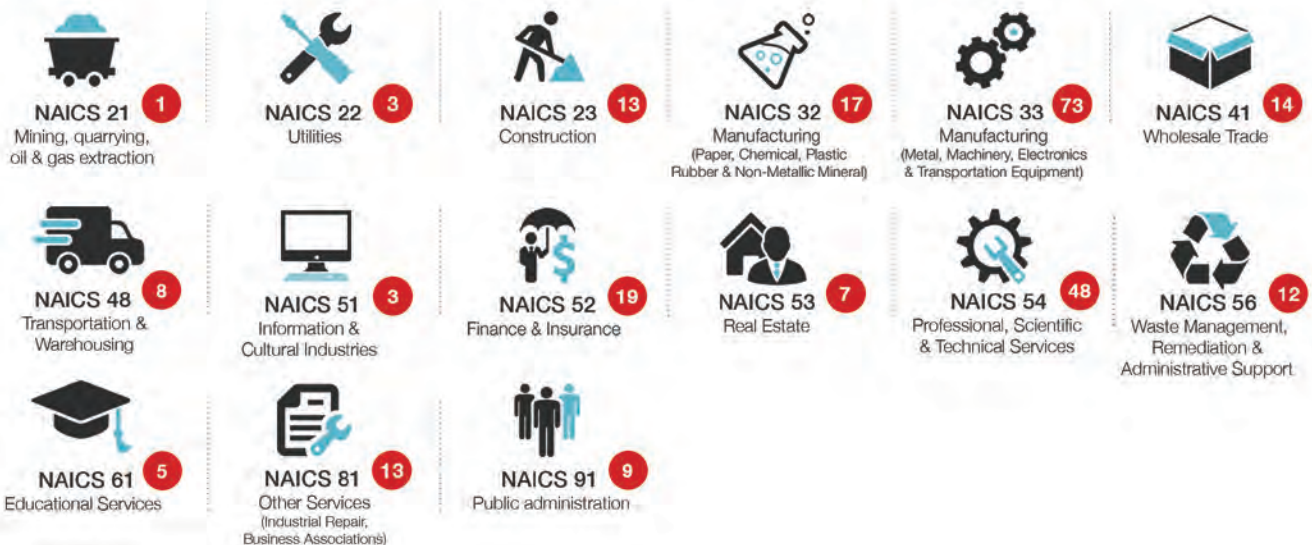 NAICS 21
1
Mining, quarrying,
oil & gas extraction
NAICS 22
3
Utilities
NAICS 23
13
Construction
NAICS 32
17
Manufacturing
(Paper, Chemical, Plastic
Rubber & Non-Metallic Mineral)
NAICS 33
73
Manufacturing
(Metal, Machinery, Electronics
& Transportation Equipment)
NAICS 41
14
Wholesale Trade
NAICS 48
8
Transportation &
Warehousing
NAICS 51
3
Information &
Cultural Industries
NAICS 52
19
Finance & Insurance
NAICS 53
7
Real Estate
NAICS 54
48
Professional, Scientific
& Technical Services
NAICS 56
12
Waste Management,
Remediation &
Administrative Support
NAICS 61
5
Educational Services
NAICS 81
13
Other Services
(Industrial Repair,
Business Associations)
NAICS 91
9
Public administration